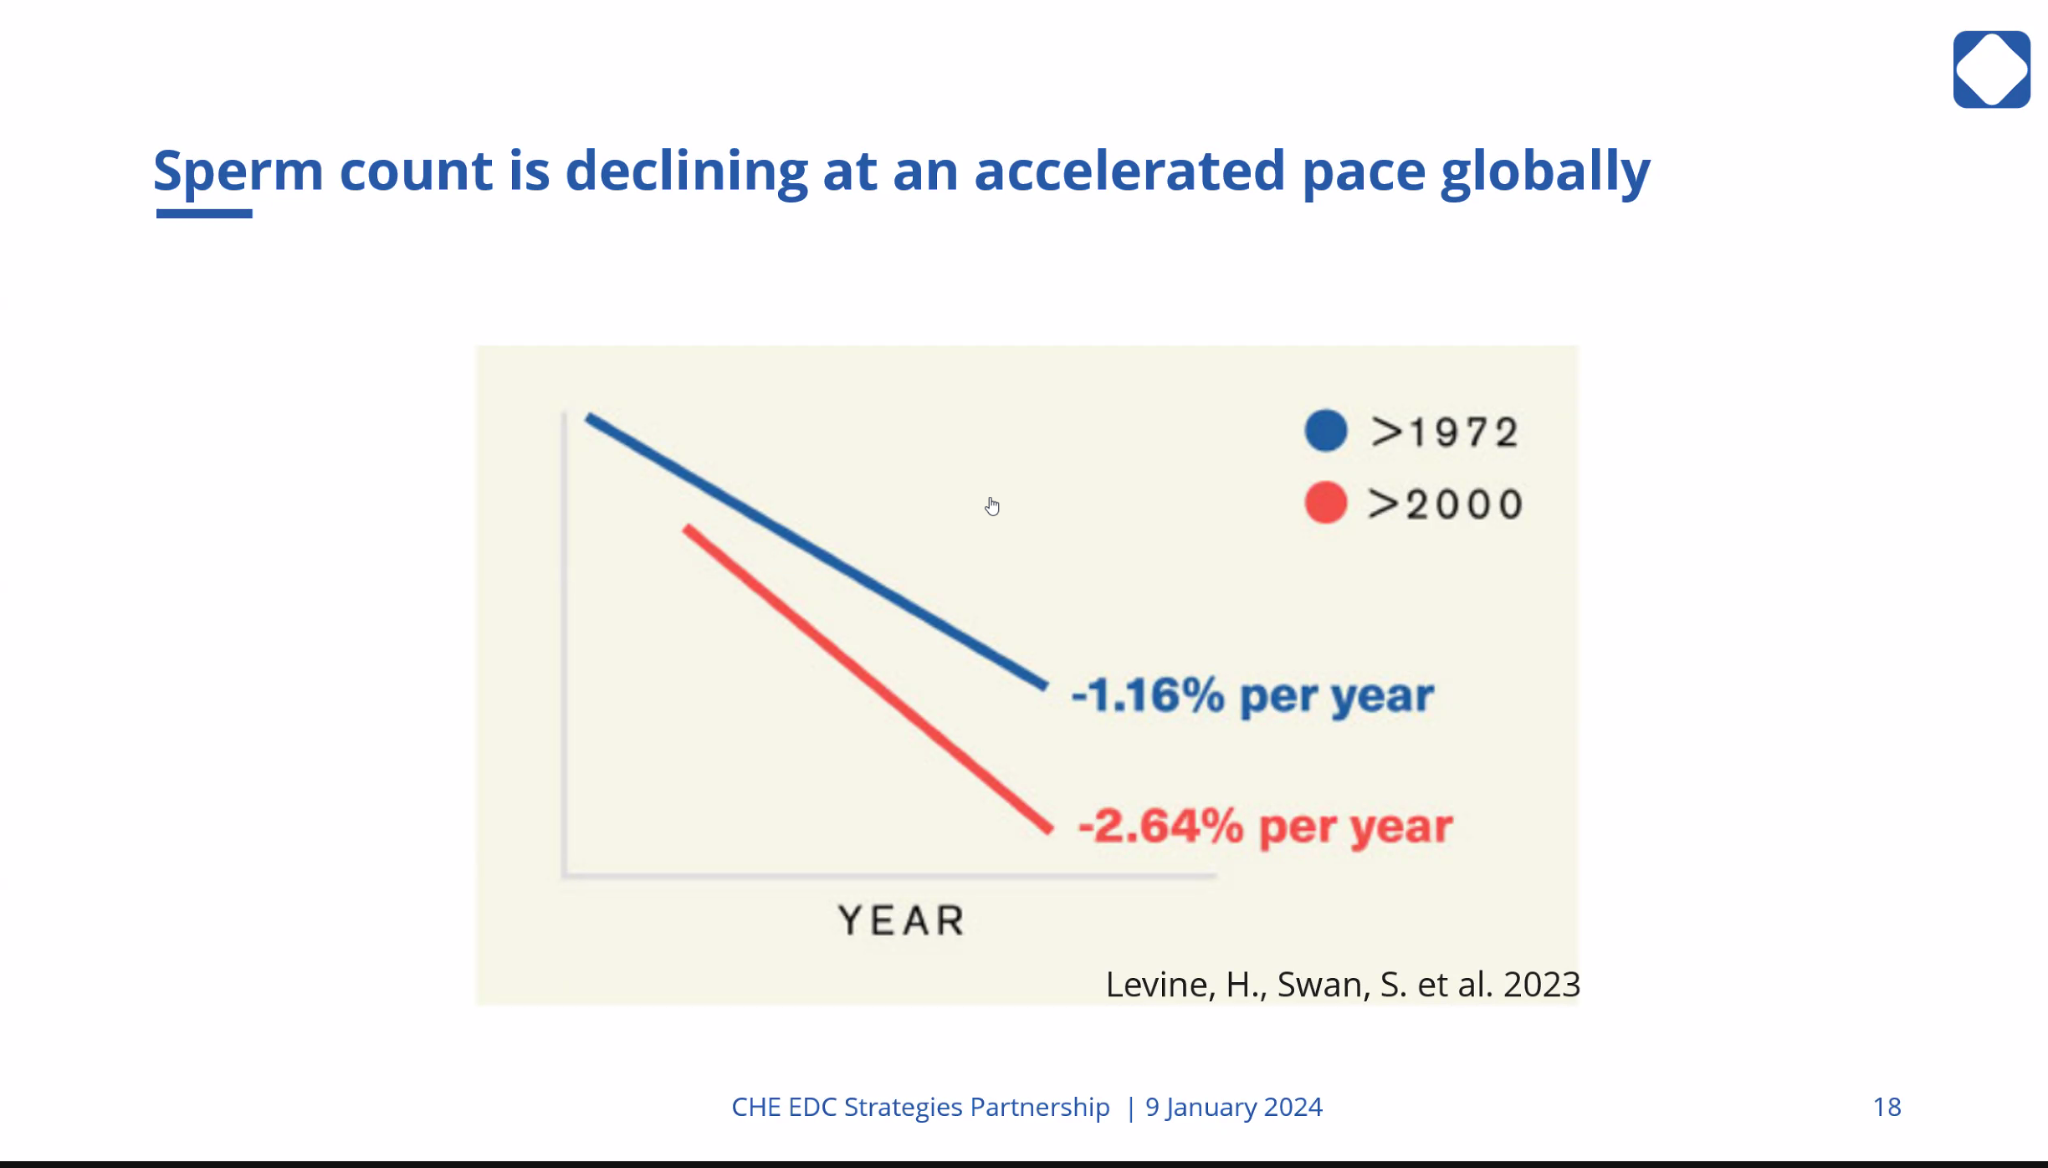 Sperm count is declining at an accelerated pace globally
>1972
>2000
-1.16% per year
-2.64% per year
YEAR
Levine, H., Swan, S. et al. 2023
CHE EDC Strategies Partnership | 9 January 2024
18